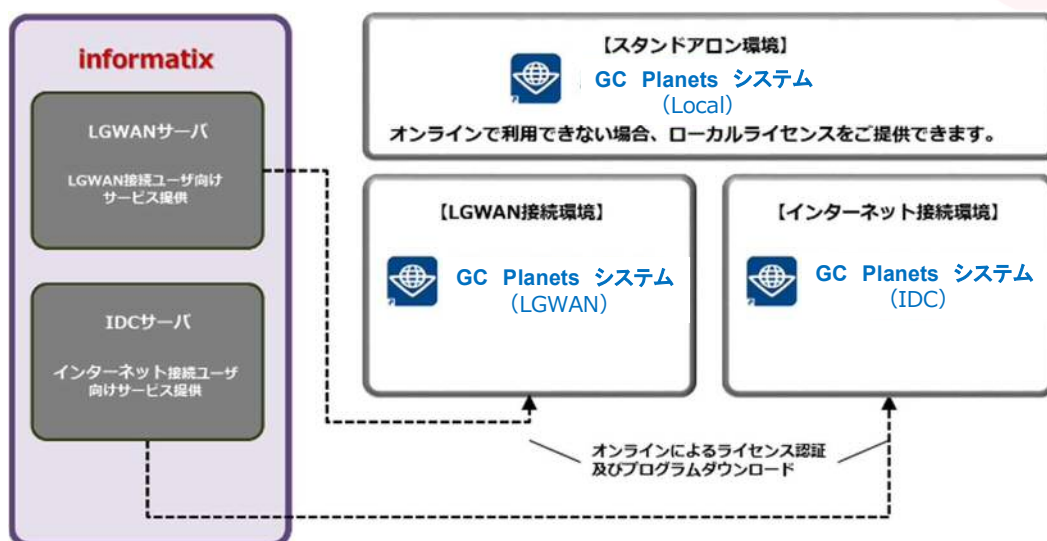 informatix
LGWANサーバ
LGWAN接続ユーザ向け
サービス提供
IDCサーバ
インターネット接続ユーザ
向けサービス提供
【スタンドアロン環境】
GC Planets システム
（Local）
オンラインで利用できない場合、ローカルライセンスをご提供できます。
【LGWAN接続環境】
GC Planets システム
（LGWAN）
【インターネット接続環境】
GC Planets システム
（IDC）
オンラインによるライセンス認証
及びプログラムダウンロード